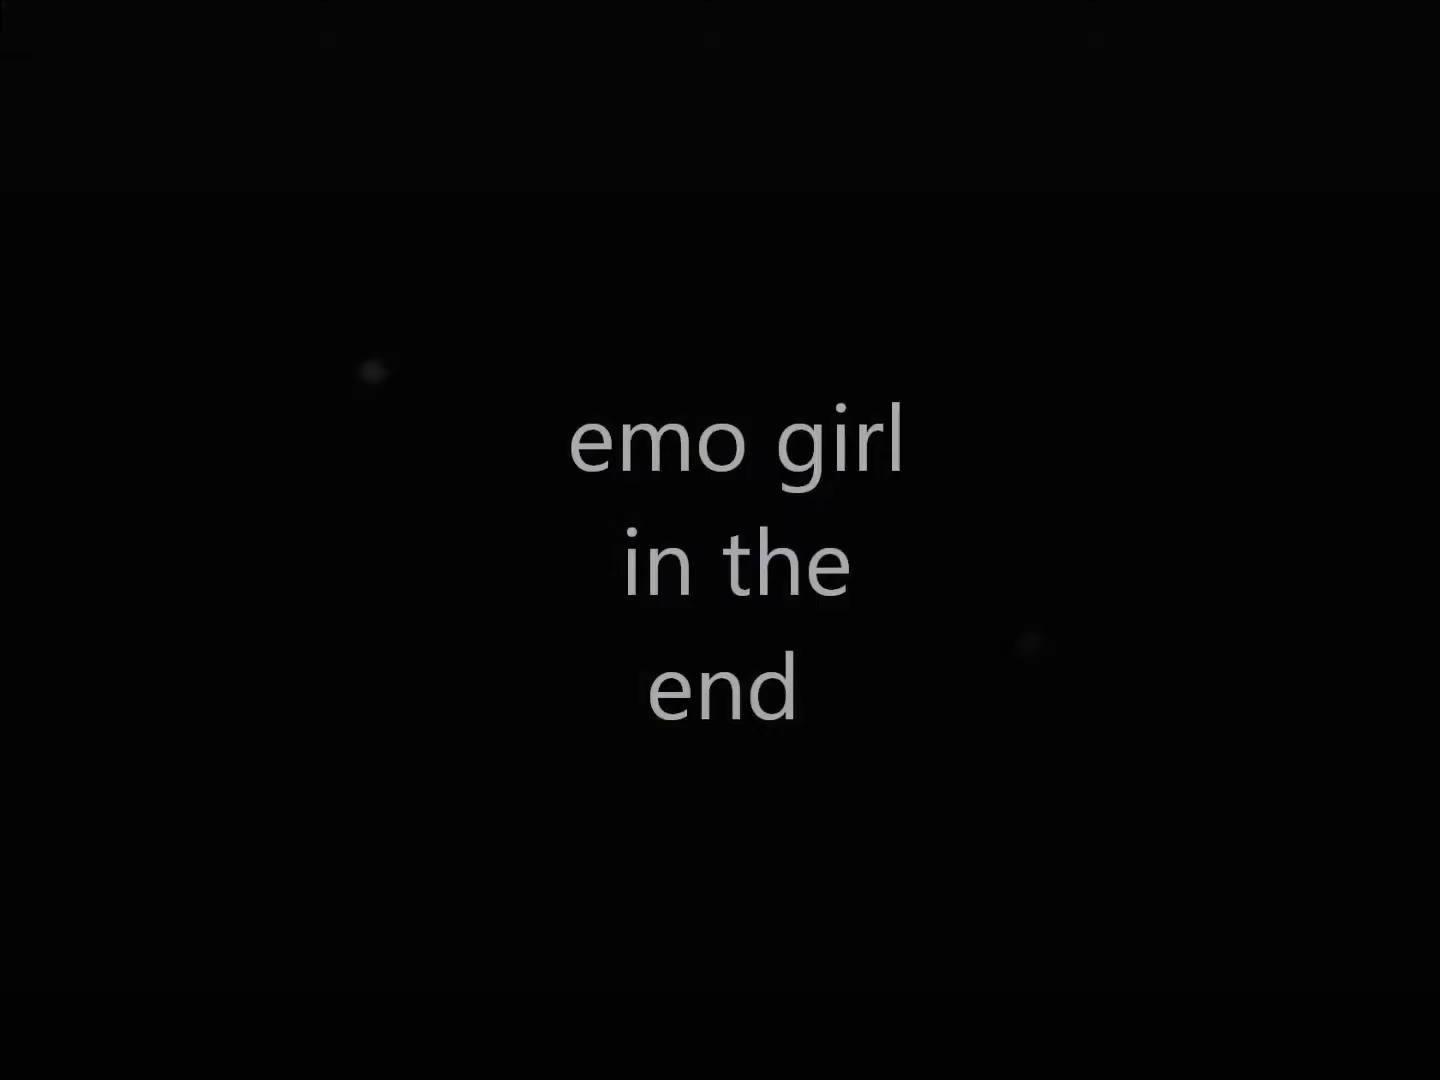 emo girl
in the
end